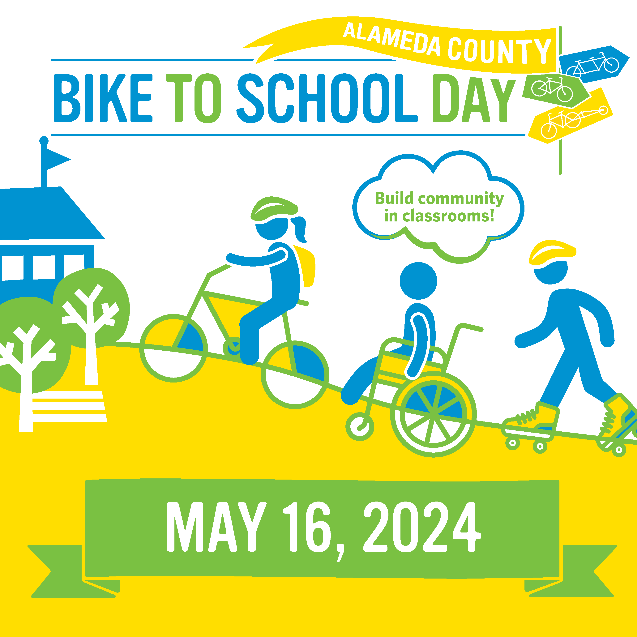 ALAMEDA COUNTY
BIKE TO SCHOOL DAY
Build community
in classrooms!
MAY 16, 2024